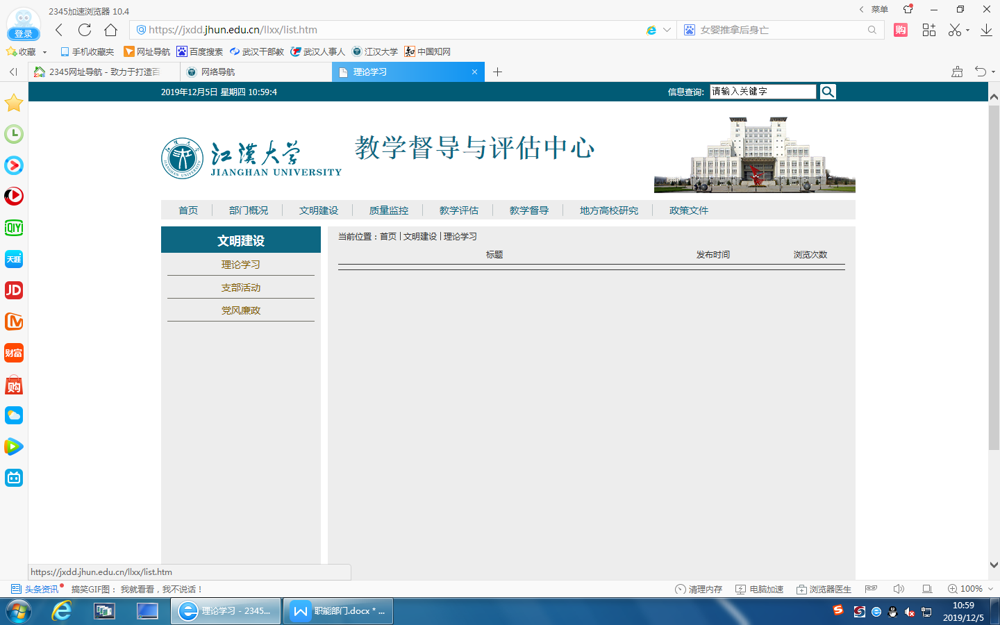 2345加速浏览器 10.4
菜单
登录
https://jxdd.jhun.edu.cn/llxx/list.htm
女婴推拿后身亡
购
收藏
手机收藏夹
网址导航
百度搜索
武汉干部教
武汉人事人
江汉大学
中国知网
2345网址导航 - 致力于打造百
网络导航
理论学习
2019年12月5日 星期四 10:59:4
信息查询:
请输入关键字
江汉大学
JIANGHAN UNIVERSITY
教学督导与评估中心
首页
部门概况
文明建设
质量监控
教学评估
教学督导
地方高校研究
政策文件
文明建设
理论学习
支部活动
党风廉政
当前位置：首页 | 文明建设 | 理论学习
标题
发布时间
浏览次数
iQIYI
天涯
JD
财富
购
https://jxdd.jhun.edu.cn/llxx/list.htm
头条资讯
搞笑GIF图： 我就看看，我不说话！
清理内存
电脑加速
浏览器医生
100%
理论学习 - 2345...
职能部门.docx * ...
10:59
2019/12/5